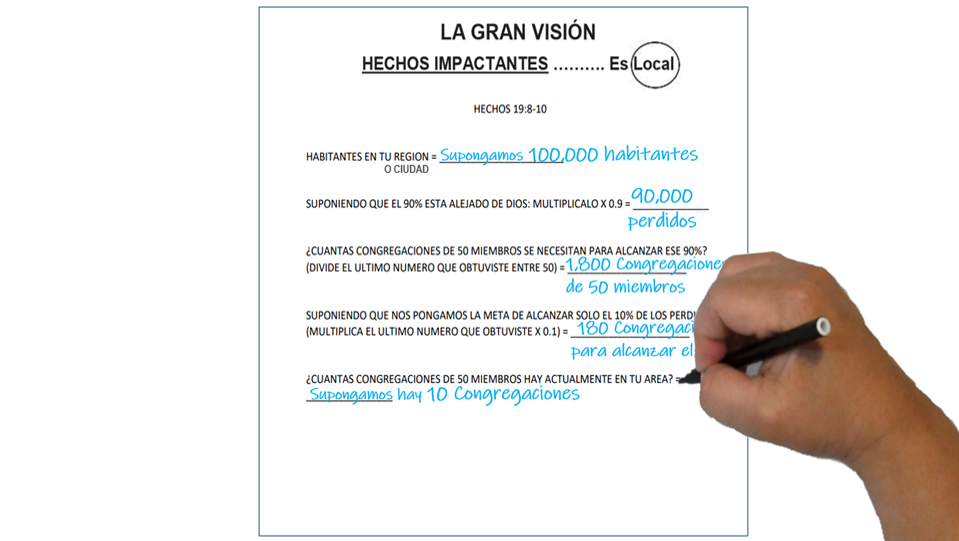 LA GRAN VISIÓN
HECHOS IMPACTANTES .......... Es Local
HECHOS 19:8-10
HABITANTES EN TU REGION = Supongamos 100,000 habitantes
O CIUDAD
SUPONIENDO QUE EL 90% ESTA ALEJADO DE DIOS: MULTIPLICALO X 0.9 = 90,000
perdidos
¿CUANTAS CONGREGACIONES DE 50 MIEMBROS SE NECESITAN PARA ALCANZAR ESE 90%?
(DIVIDE EL ULTIMO NUMERO QUE OBTUVISTE ENTRE 50) = 1,800 Congregacione
de 50 miembros
SUPONIENDO QUE NOS PONGAMOS LA META DE ALCANZAR SOLO EL 10% DE LOS PERDI
(MULTIPLICA EL ULTIMO NUMERO QUE OBTUVISTE X 0.1) = 180 Congregaci
para alcanzar el
¿CUANTAS CONGREGACIONES DE 50 MIEMBROS HAY ACTUALMENTE EN TU AREA? =
Supongamos hay 10 Congregaciones